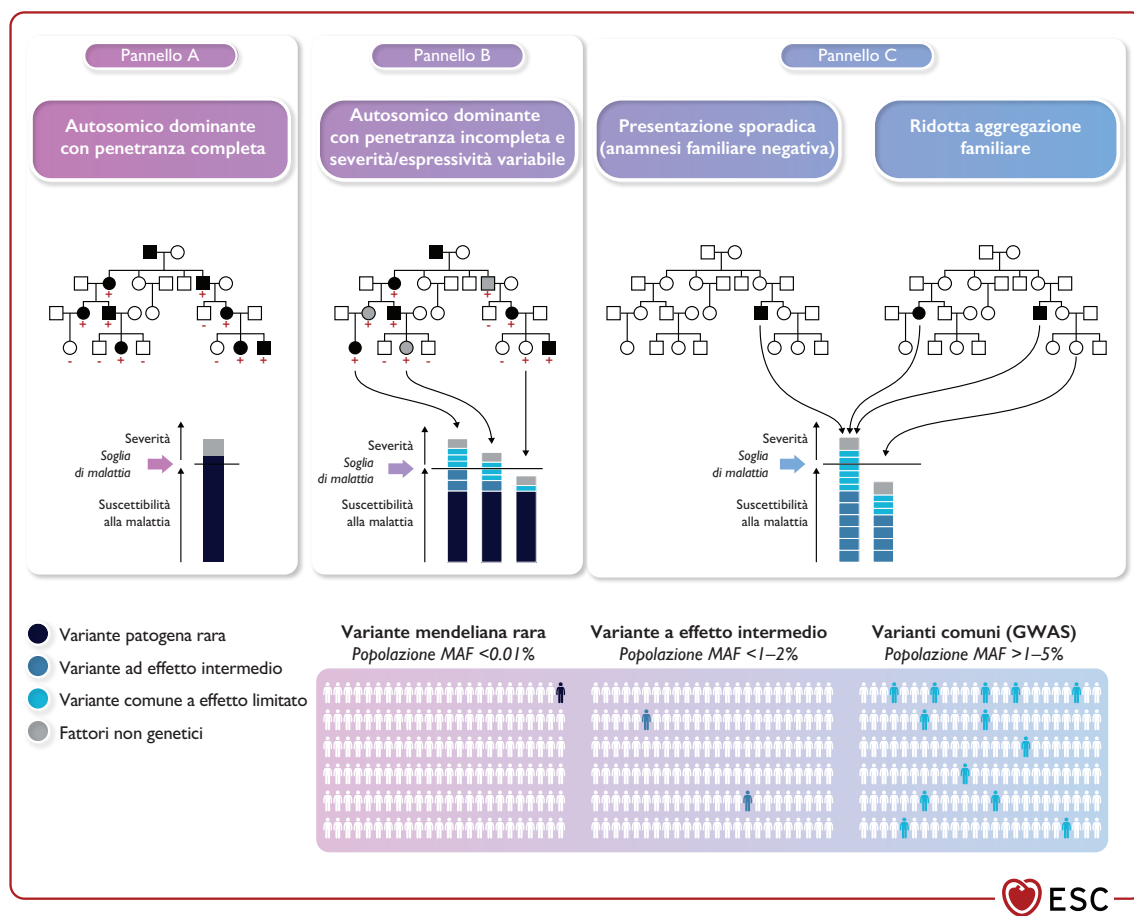 Pannello A
Pannello B
Pannello C
Autosomico dominante
con penetranza completa
Autosomico dominante
con penetranza incompleta e
severità/espressività variabile
Presentazione sporadica
(anamnesi familiare negativa)
Ridotta aggregazione
familiare
+
+
+
+
-
+
-
-
+
-
+
+
+
+
+
+
-
+
+
-
+
-
-
+
+
Severità
Soglia
di malattia
Suscettibilità
alla malattia
Severità
Soglia
di malattia
Suscettibilità
alla malattia
Severità
Soglia
di malattia
Suscettibilità
alla malattia
Variante patogena rara
Variante ad effetto intermedio
Variante comune a effetto limitato
Fattori non genetici
Variante mendeliana rara
Popolazione MAF <0.01%
Variante a effetto intermedio
Popolazione MAF <1–2%
Varianti comuni (GWAS)
Popolazione MAF >1–5%
ESC